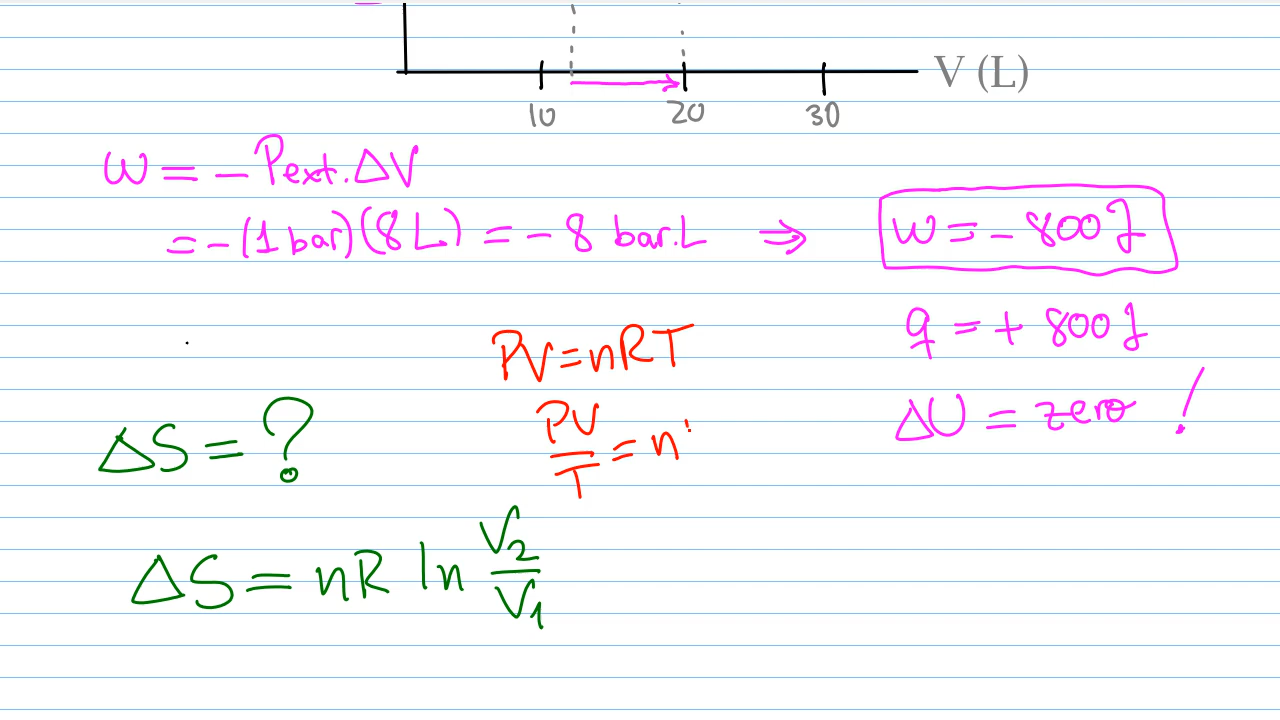 V (L)
10 20 30
w = - Pext. ΔV
= - (1 bar) (8 L) = - 8 bar.L ⇒ w = - 800 J
q = + 800 J
PV = nRT
ΔU = zero !
ΔS = ?
PV/T = n
ΔS = nR ln V2/V1